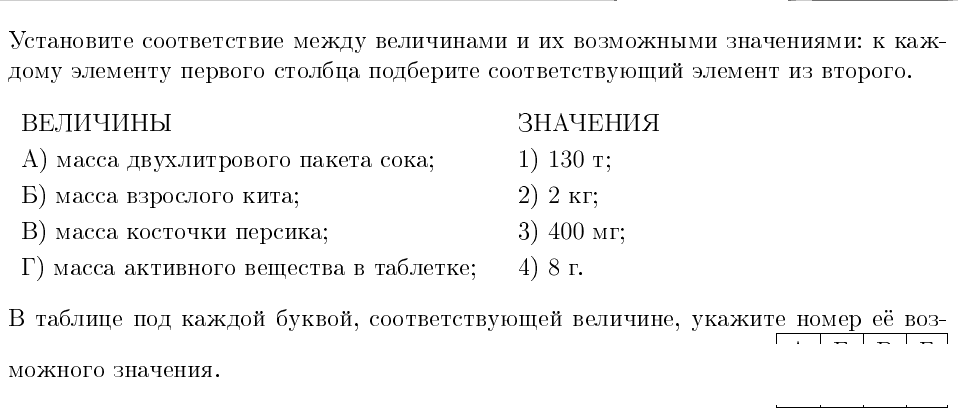 Установите соответствие между величинами и их возможными значениями: к каж-
дому элементу первого столбца подберите соответствующий элемент из второго.
ВЕЛИЧИНЫ ЗНАЧЕНИЯ
А) масса двухлитрового пакета сока; 1) 130 т;
Б) масса взрослого кита; 2) 2 кг;
В) масса косточки персика; 3) 400 мг;
Г) масса активного вещества в таблетке; 4) 8 г.
В таблице под каждой буквой, соответствующей величине, укажите номер её воз-
можного значения.